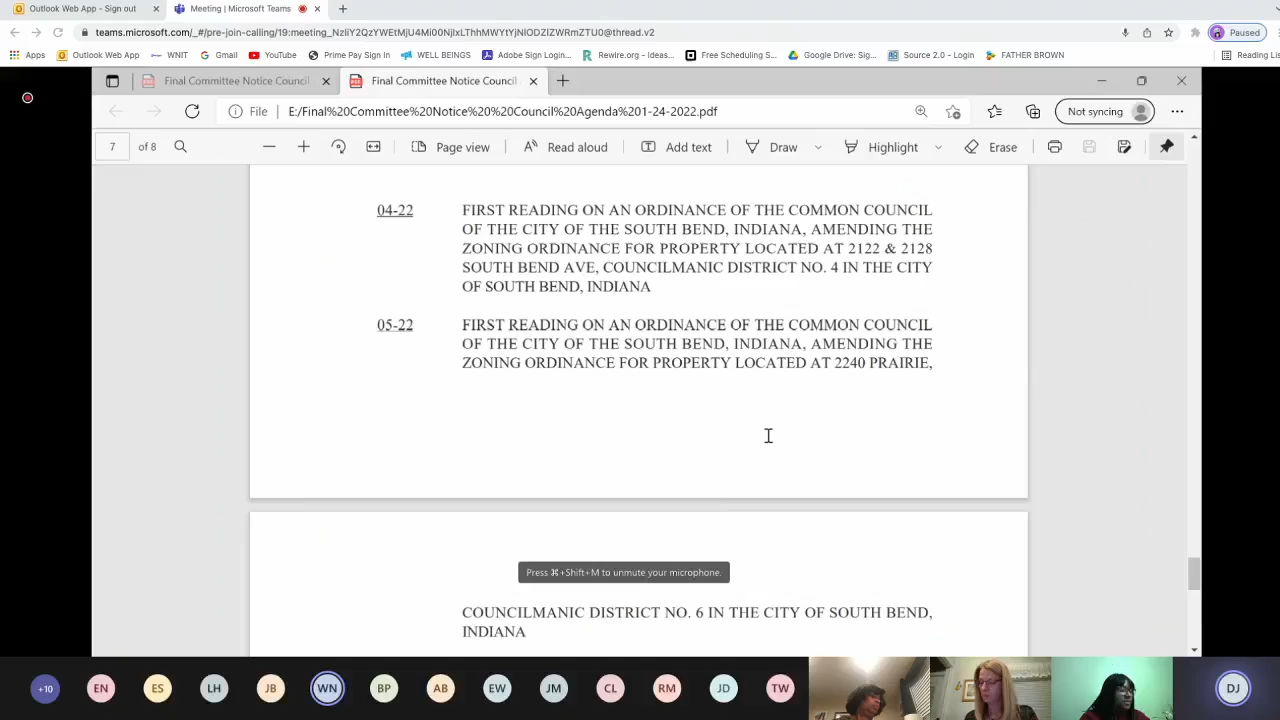 Outlook Web App - Sign out
Meeting | Microsoft Teams
teams.microsoft.com/_#/pre-join-calling/19:meeting_NzliY2QzYWEtMjU4Mi00NjIxLThhMWYtYjNlODZlZWRmZTU0@thread.v2
Paused
Apps Outlook Web App WNIT Gmail YouTube Prime Pay Sign In WELL BEINGS Adobe Sign Login... Rewire.org - Ideas... Free Scheduling S... Google Drive: Sig... Source 2.0 - Login FATHER BROWN Reading Lis
Final Committee Notice Council
Final Committee Notice Council
File E:/Final%20Committee%20Notice%20%20Council%20Agenda%201-24-2022.pdf
Not syncing
7 of 8 Page view Read aloud Add text Draw Highlight Erase
04-22 FIRST READING ON AN ORDINANCE OF THE COMMON COUNCIL
OF THE CITY OF THE SOUTH BEND, INDIANA, AMENDING THE
ZONING ORDINANCE FOR PROPERTY LOCATED AT 2122 & 2128
SOUTH BEND AVE, COUNCILMANIC DISTRICT NO. 4 IN THE CITY
OF SOUTH BEND, INDIANA
05-22 FIRST READING ON AN ORDINANCE OF THE COMMON COUNCIL
OF THE CITY OF THE SOUTH BEND, INDIANA, AMENDING THE
ZONING ORDINANCE FOR PROPERTY LOCATED AT 2240 PRAIRIE,
Press ⌘+Shift+M to unmute your microphone.
COUNCILMANIC DISTRICT NO. 6 IN THE CITY OF SOUTH BEND,
INDIANA
+10 EN ES LH JB WN BP AB EW JM CL RM JD TW DJ